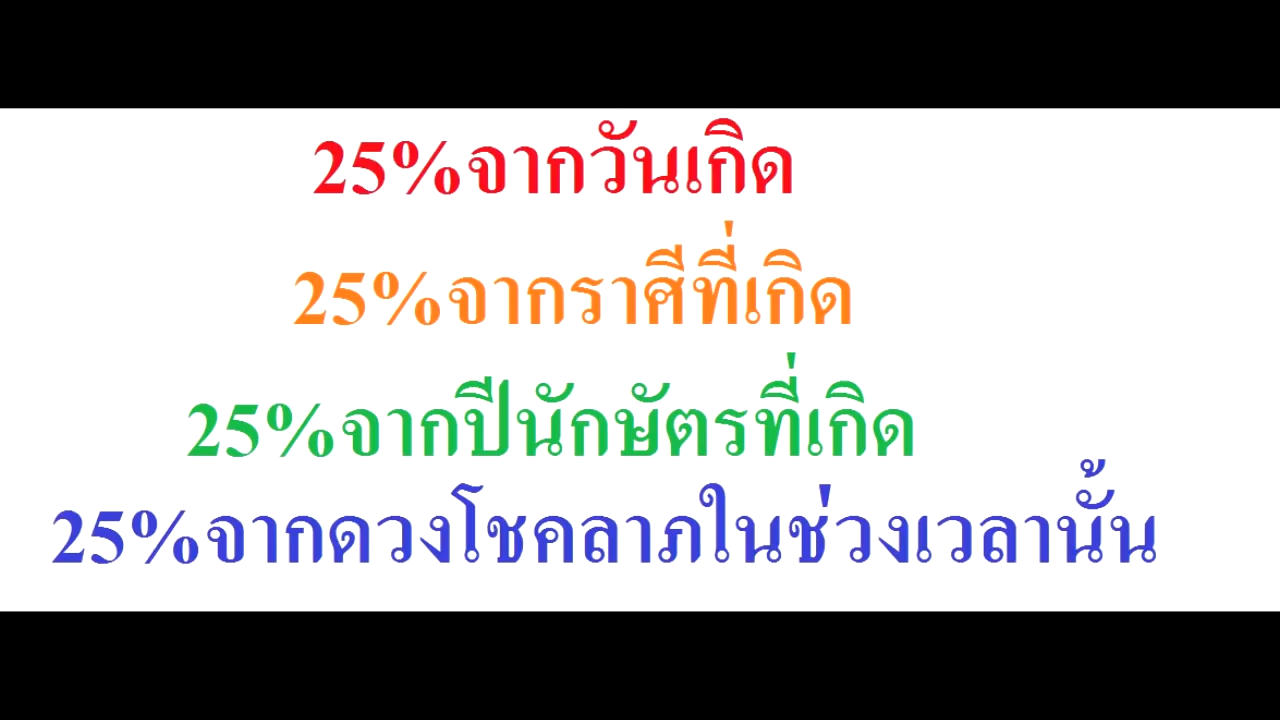 25%จากวันเกิด
25%จากราศีที่เกิด
25%จากปีนักษัตรที่เกิด
25%จากดวงโชคลาภในช่วงเวลานั้น